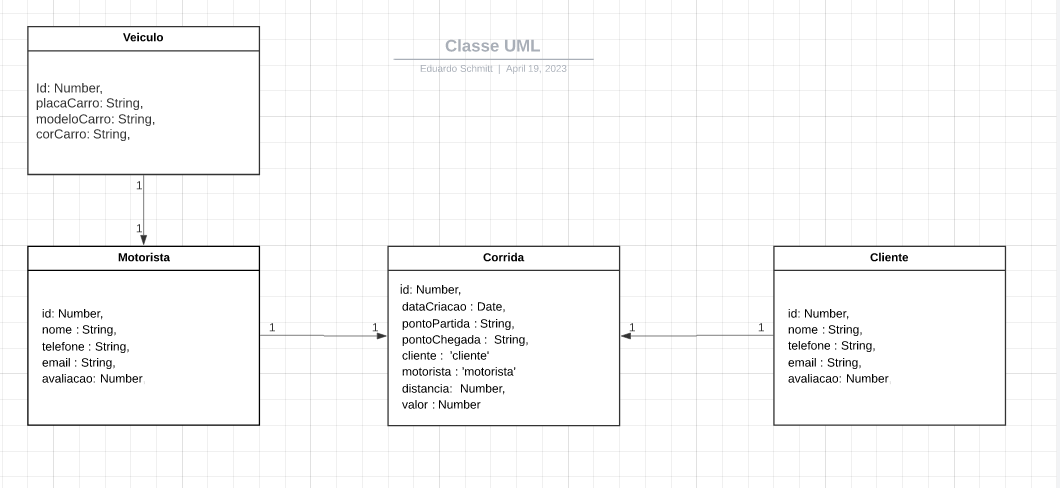 Veiculo
Id: Number,
placaCarro: String,
modeloCarro: String,
corCarro: String,
Classe UML
Eduardo Schmitt | April 19, 2023
1
1
Motorista
id: Number,
nome : String,
telefone : String,
email : String,
avaliacao: Number
1
1
Corrida
id: Number,
dataCriacao : Date,
pontoPartida : String,
pontoChegada : String,
cliente : 'cliente'
motorista : 'motorista'
distancia: Number,
valor : Number
1
1
Cliente
id: Number,
nome : String,
telefone : String,
email : String,
avaliacao: Number